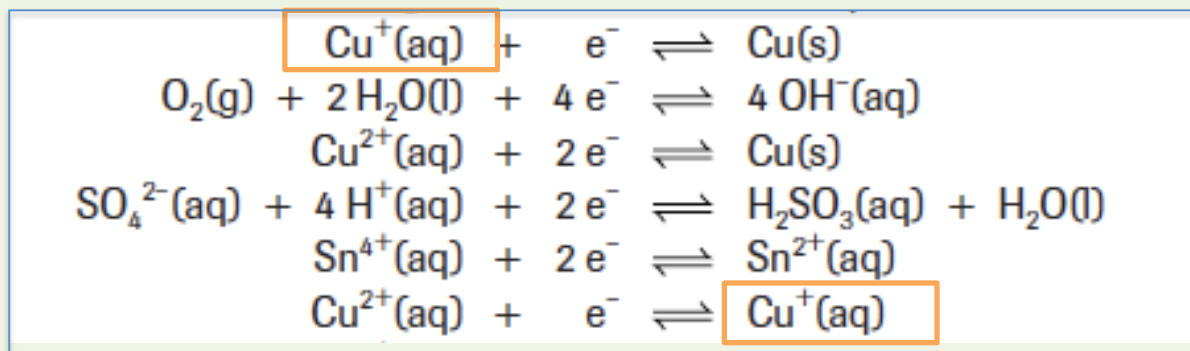 Cu⁺(aq) + e⁻ ⇌ Cu(s)
O₂(g) + 2 H₂O(l) + 4 e⁻ ⇌ 4 OH⁻(aq)
Cu²⁺(aq) + 2 e⁻ ⇌ Cu(s)
SO₄²⁻(aq) + 4 H⁺(aq) + 2 e⁻ ⇌ H₂SO₃(aq) + H₂O(l)
Sn⁴⁺(aq) + 2 e⁻ ⇌ Sn²⁺(aq)
Cu²⁺(aq) + e⁻ ⇌ Cu⁺(aq)